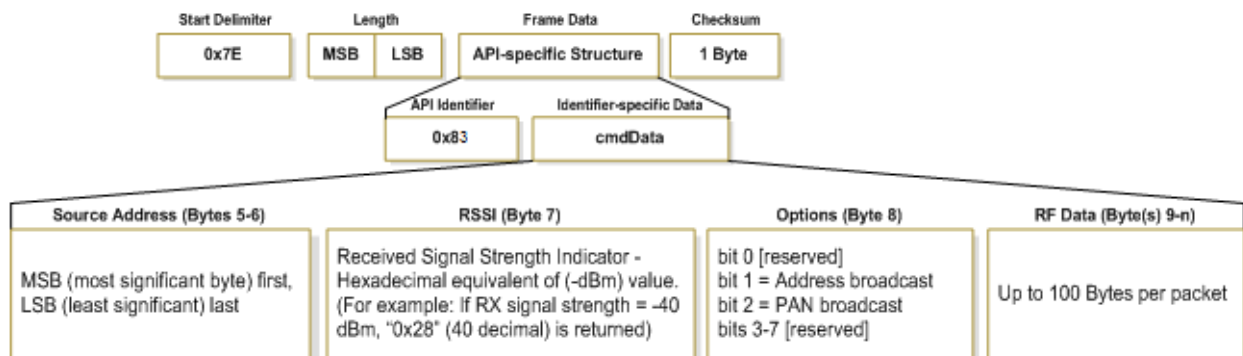 Start Delimiter Length Frame Data Checksum
0x7E MSB LSB API-specific Structure 1 Byte
API Identifier Identifier-specific Data
0x83 cmdData
Source Address (Bytes 5-6)
MSB (most significant byte) first,
LSB (least significant) last
RSSI (Byte 7)
Received Signal Strength Indicator -
Hexadecimal equivalent of (-dBm) value.
(For example: If RX signal strength = -40
dBm, “0x28” (40 decimal) is returned)
Options (Byte 8)
bit 0 [reserved]
bit 1 = Address broadcast
bit 2 = PAN broadcast
bits 3-7 [reserved]
RF Data (Byte(s) 9-n)
Up to 100 Bytes per packet